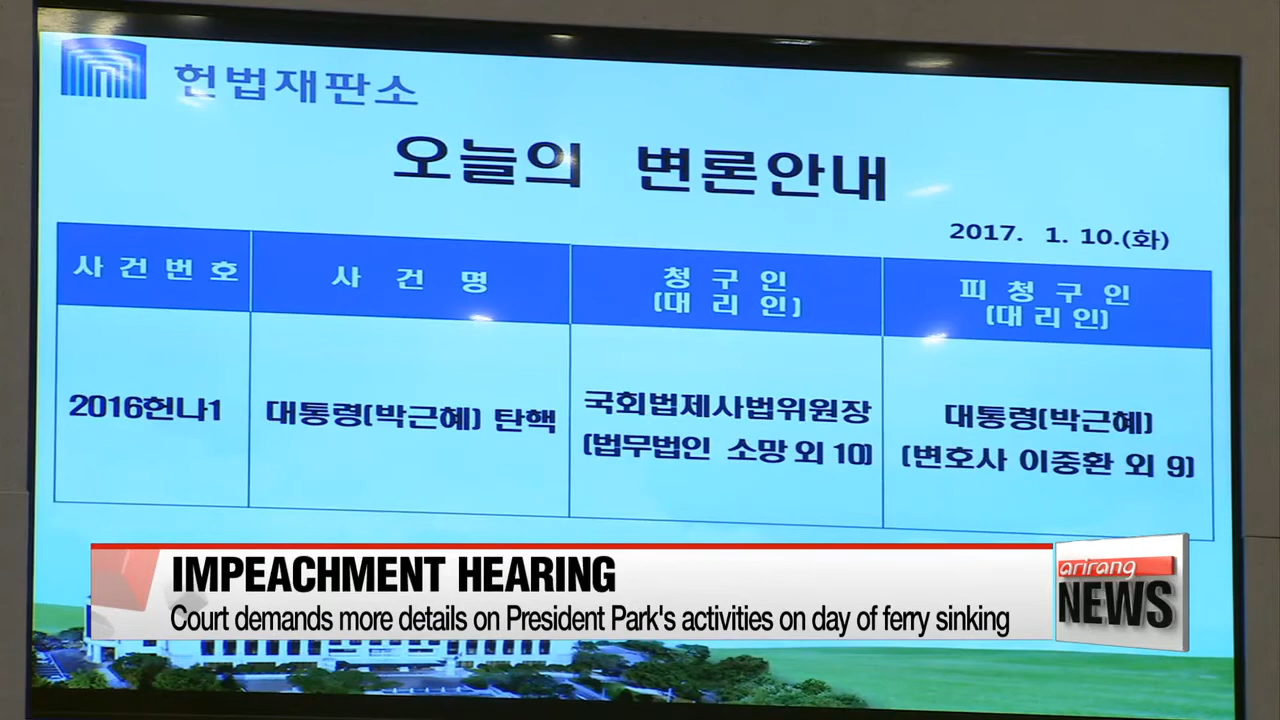 헌법재판소
오늘의 변론안내
2017. 1. 10.(화)
사건번호
사건명
청구인
(대리인)
피청구인
(대리인)
2016헌나1
대통령(박근혜) 탄핵
국회법제사법위원장
(법무법인 소망 외 10)
대통령(박근혜)
(변호사 이중환 외 9)
IMPEACHMENT HEARING
Court demands more details on President Park's activities on day of ferry sinking
arirang
NEWS